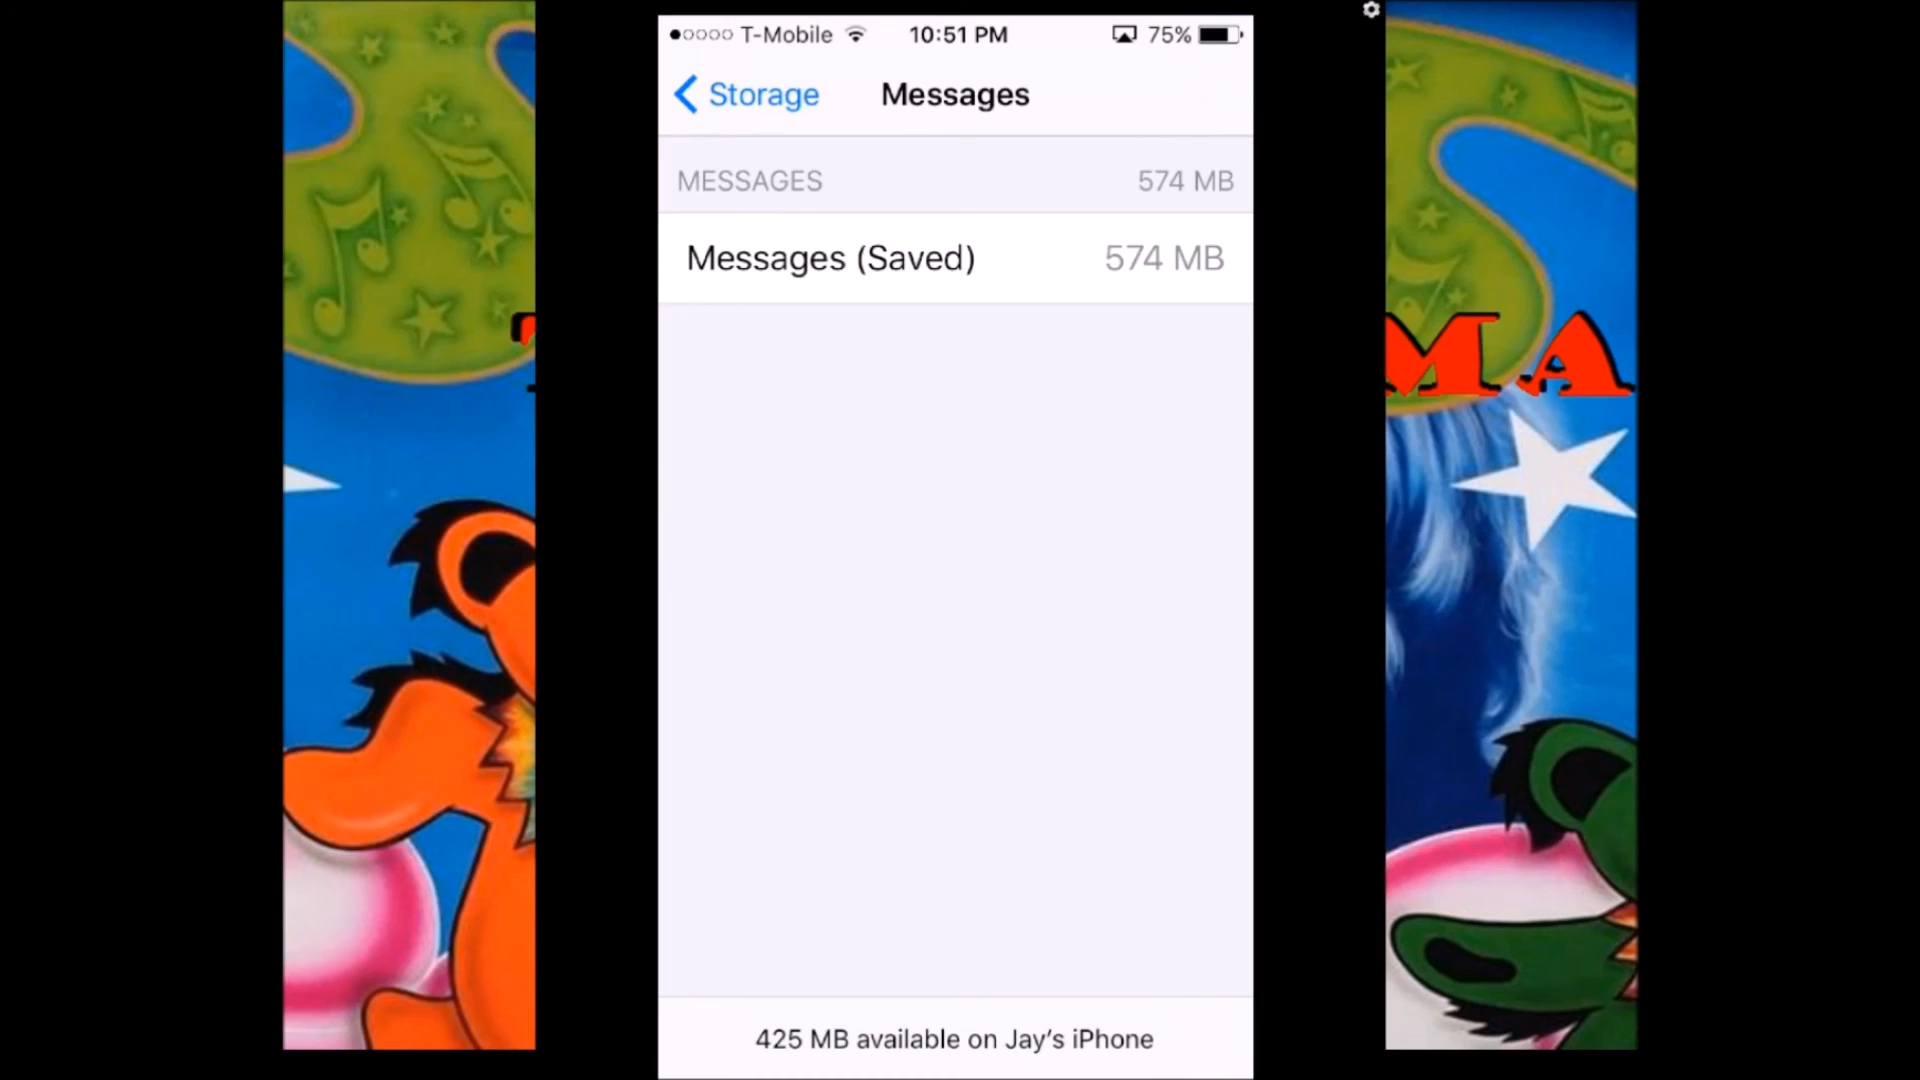 T-Mobile 10:51 PM 75%
Storage Messages
MESSAGES 574 MB
Messages (Saved) 574 MB
MA
425 MB available on Jay's iPhone